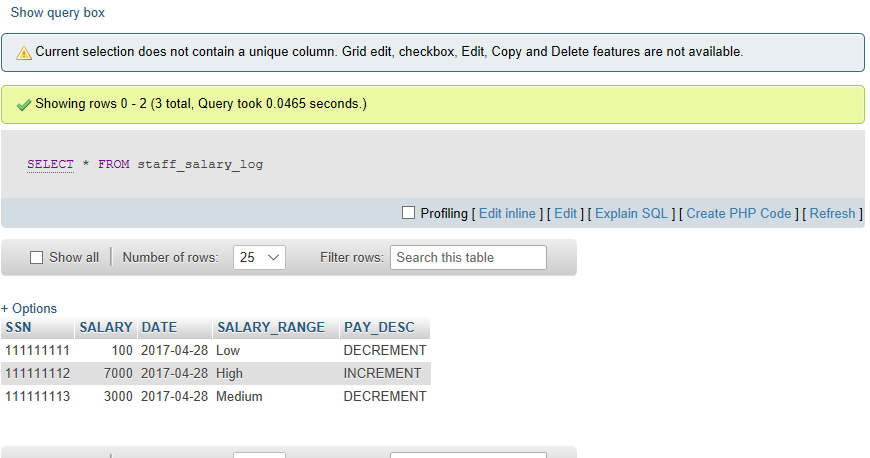 Show query box
Current selection does not contain a unique column. Grid edit, checkbox, Edit, Copy and Delete features are not available.
Showing rows 0 - 2 (3 total, Query took 0.0465 seconds.)
SELECT * FROM staff_salary_log
Profiling [ Edit inline ] [ Edit ] [ Explain SQL ] [ Create PHP Code ] [ Refresh ]
Show all | Number of rows: 25 Filter rows: Search this table
+ Options
SSN SALARY DATE SALARY_RANGE PAY_DESC
111111111 100 2017-04-28 Low DECREMENT
111111112 7000 2017-04-28 High INCREMENT
111111113 3000 2017-04-28 Medium DECREMENT